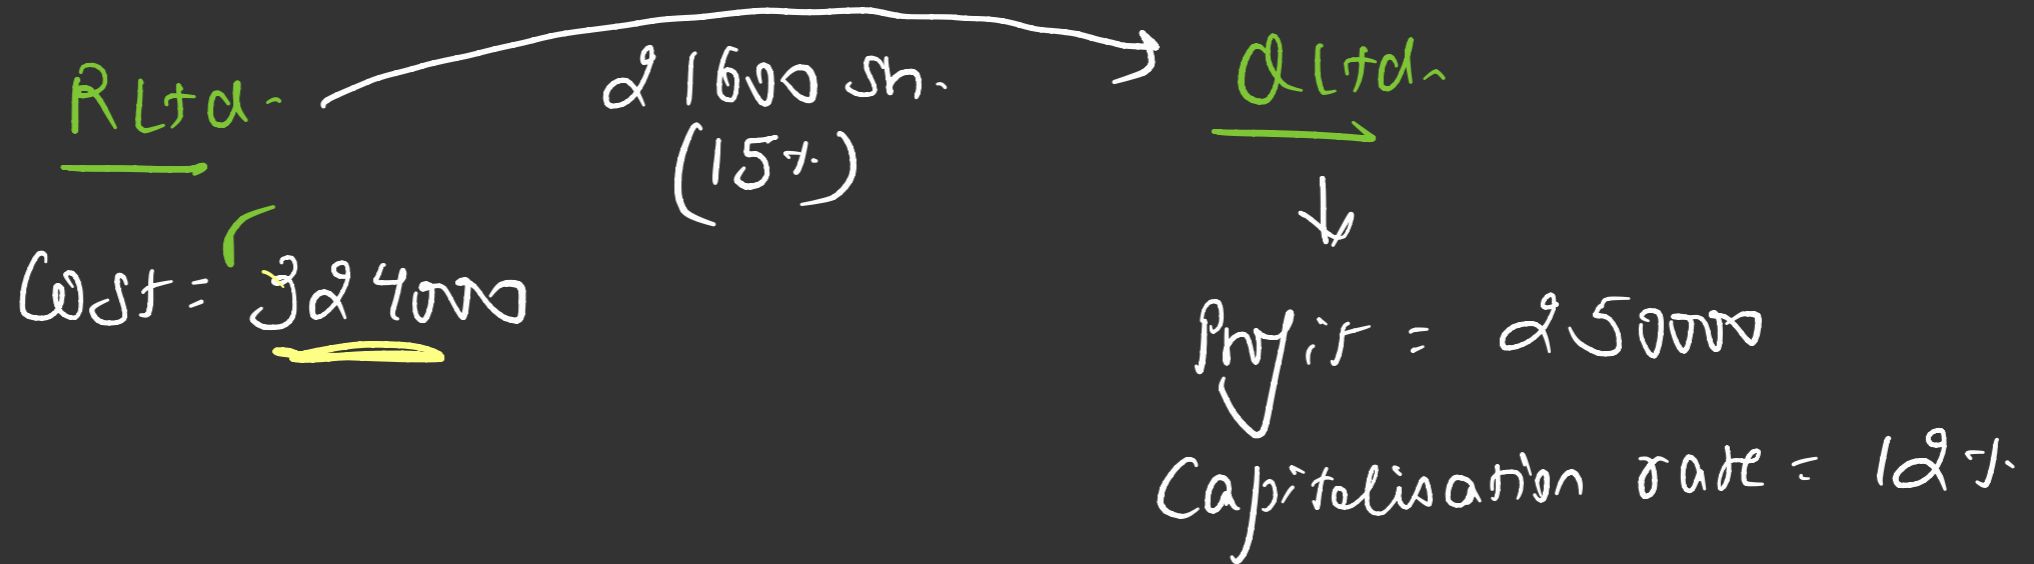 R Ltd.
21600 sh.
(15%)
Q Ltd.
Cost = 324000
Profit = 250000
Capitalisation rate = 12%